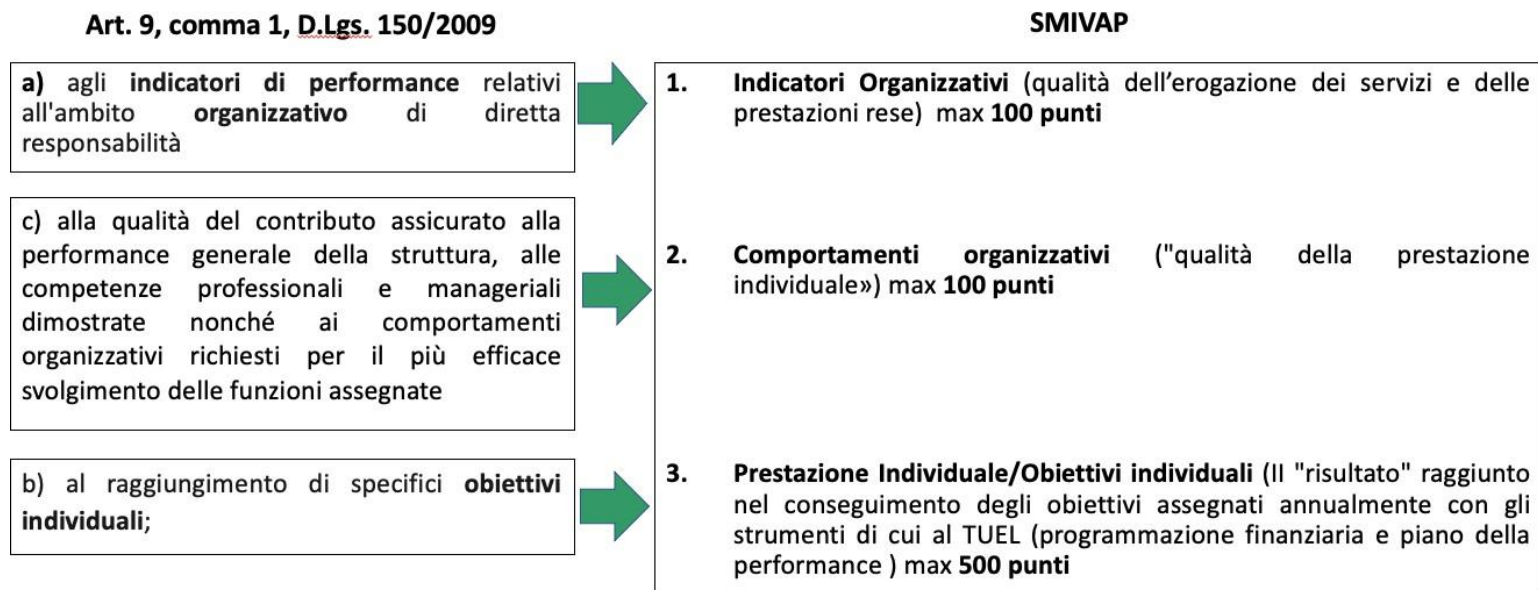 Art. 9, comma 1, D.Lgs. 150/2009
SMIVAP
a) agli indicatori di performance relativi
all'ambito organizzativo di diretta
responsabilità
1. Indicatori Organizzativi (qualità dell’erogazione dei servizi e delle
prestazioni rese) max 100 punti
c) alla qualità del contributo assicurato alla
performance generale della struttura, alle
competenze professionali e manageriali
dimostrate nonché ai comportamenti
organizzativi richiesti per il più efficace
svolgimento delle funzioni assegnate
2. Comportamenti organizzativi ("qualità della prestazione
individuale») max 100 punti
b) al raggiungimento di specifici obiettivi
individuali;
3. Prestazione Individuale/Obiettivi individuali (II "risultato" raggiunto
nel conseguimento degli obiettivi assegnati annualmente con gli
strumenti di cui al TUEL (programmazione finanziaria e piano della
performance ) max 500 punti